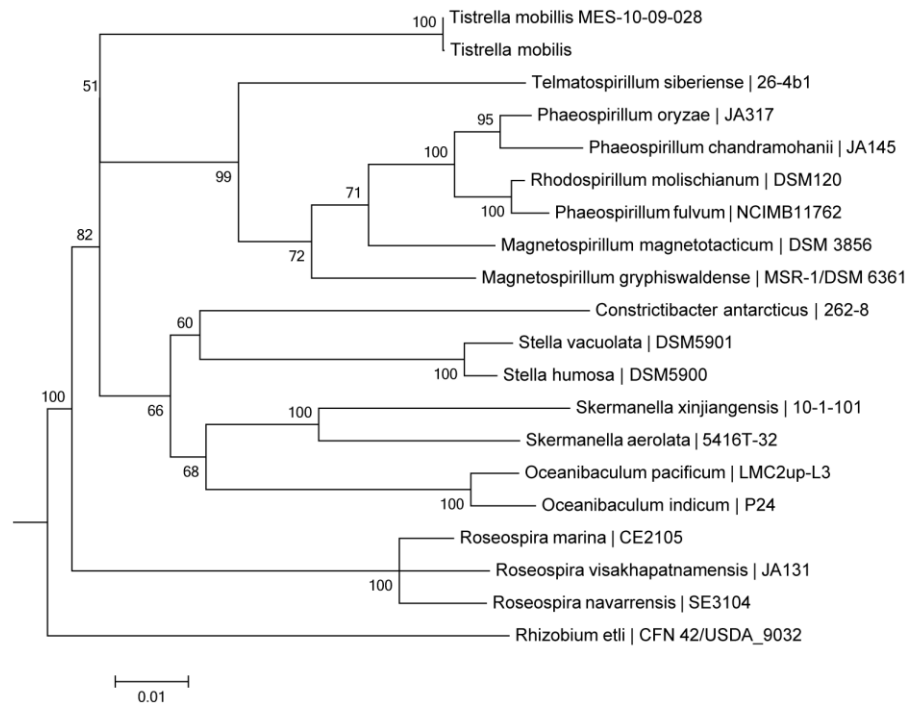 100
Tistrella mobillis MES-10-09-028
Tistrella mobilis
51
Telmatospirillum siberiense | 26-4b1
95
Phaeospirillum oryzae | JA317
Phaeospirillum chandramohanii | JA145
100
99
71
Rhodospirillum molischianum | DSM120
100
Phaeospirillum fulvum | NCIMB11762
82
72
Magnetospirillum magnetotacticum | DSM 3856
Magnetospirillum gryphiswaldense | MSR-1/DSM 6361
60
Constrictibacter antarcticus | 262-8
Stella vacuolata | DSM5901
100
Stella humosa | DSM5900
100
66
100
Skermanella xinjiangensis | 10-1-101
Skermanella aerolata | 5416T-32
68
Oceanibaculum pacificum | LMC2up-L3
100
Oceanibaculum indicum | P24
Roseospira marina | CE2105
100
Roseospira visakhapatnamensis | JA131
Roseospira navarrensis | SE3104
Rhizobium etli | CFN 42/USDA_9032
0.01